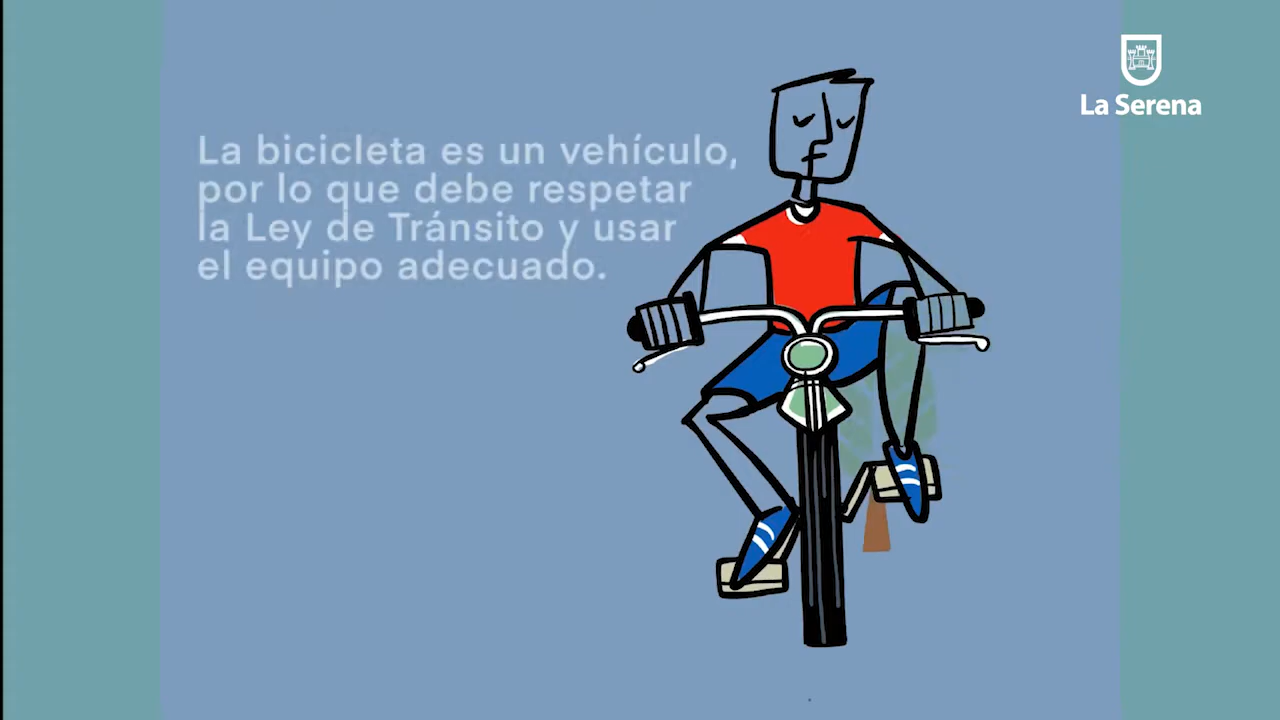 La Serena
La bicicleta es un vehículo,
por lo que debe respetar
la Ley de Tránsito y usar
el equipo adecuado.